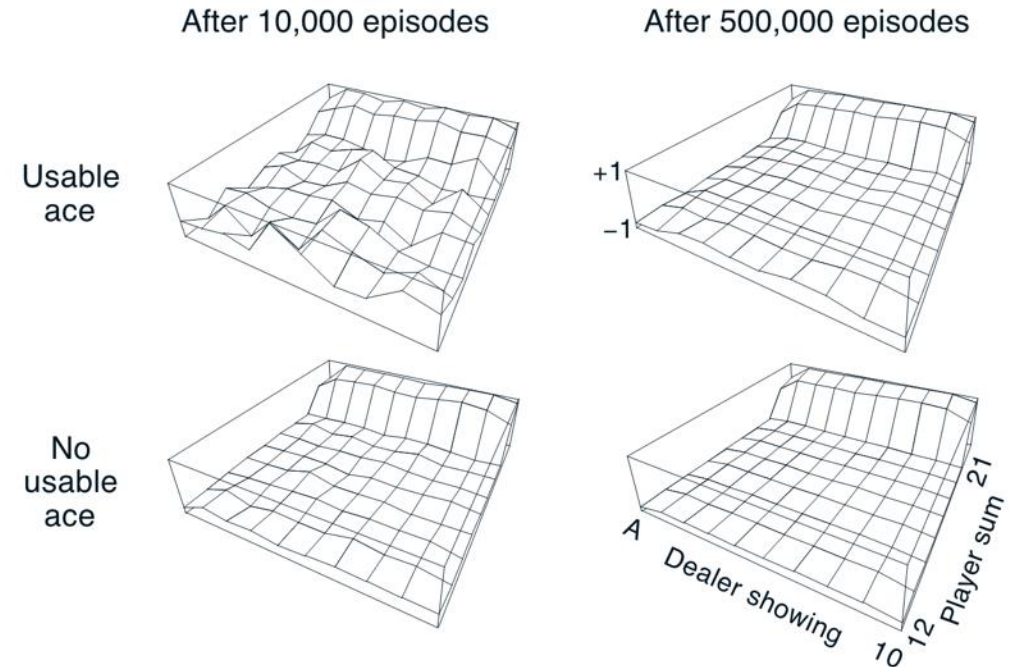 After 10,000 episodes
After 500,000 episodes
Usable
ace
+1
−1
No
usable
ace
A
Dealer showing
10
12
Player sum
21